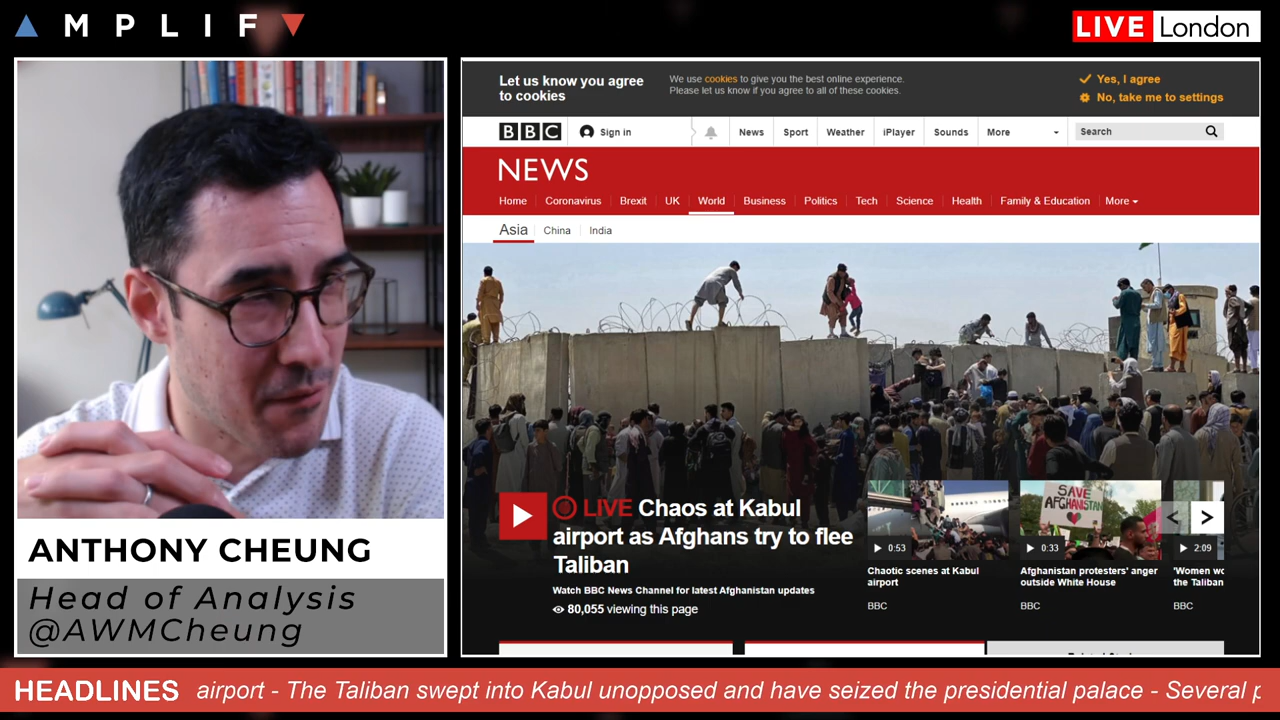 AMPLIFY
LIVE London
Let us know you agree
to cookies
We use cookies to give you the best online experience.
Please let us know if you agree to all of these cookies.
Yes, I agree
No, take me to settings
BBC
Sign in
News
Sport
Weather
iPlayer
Sounds
More
Search
NEWS
Home
Coronavirus
Brexit
UK
World
Business
Politics
Tech
Science
Health
Family & Education
More
Asia
China
India
SAVE
AFGHANISTAN
LIVE Chaos at Kabul
airport as Afghans try to flee
Taliban
Watch BBC News Channel for latest Afghanistan updates
80,055 viewing this page
0:53
Chaotic scenes at Kabul
airport
BBC
0:33
Afghanistan protesters' anger
outside White House
BBC
2:09
'Women
the Taliban
BBC
ANTHONY CHEUNG
Head of Analysis
@AWMCheung
HEADLINES airport - The Taliban swept into Kabul unopposed and have seized the presidential palace - Several